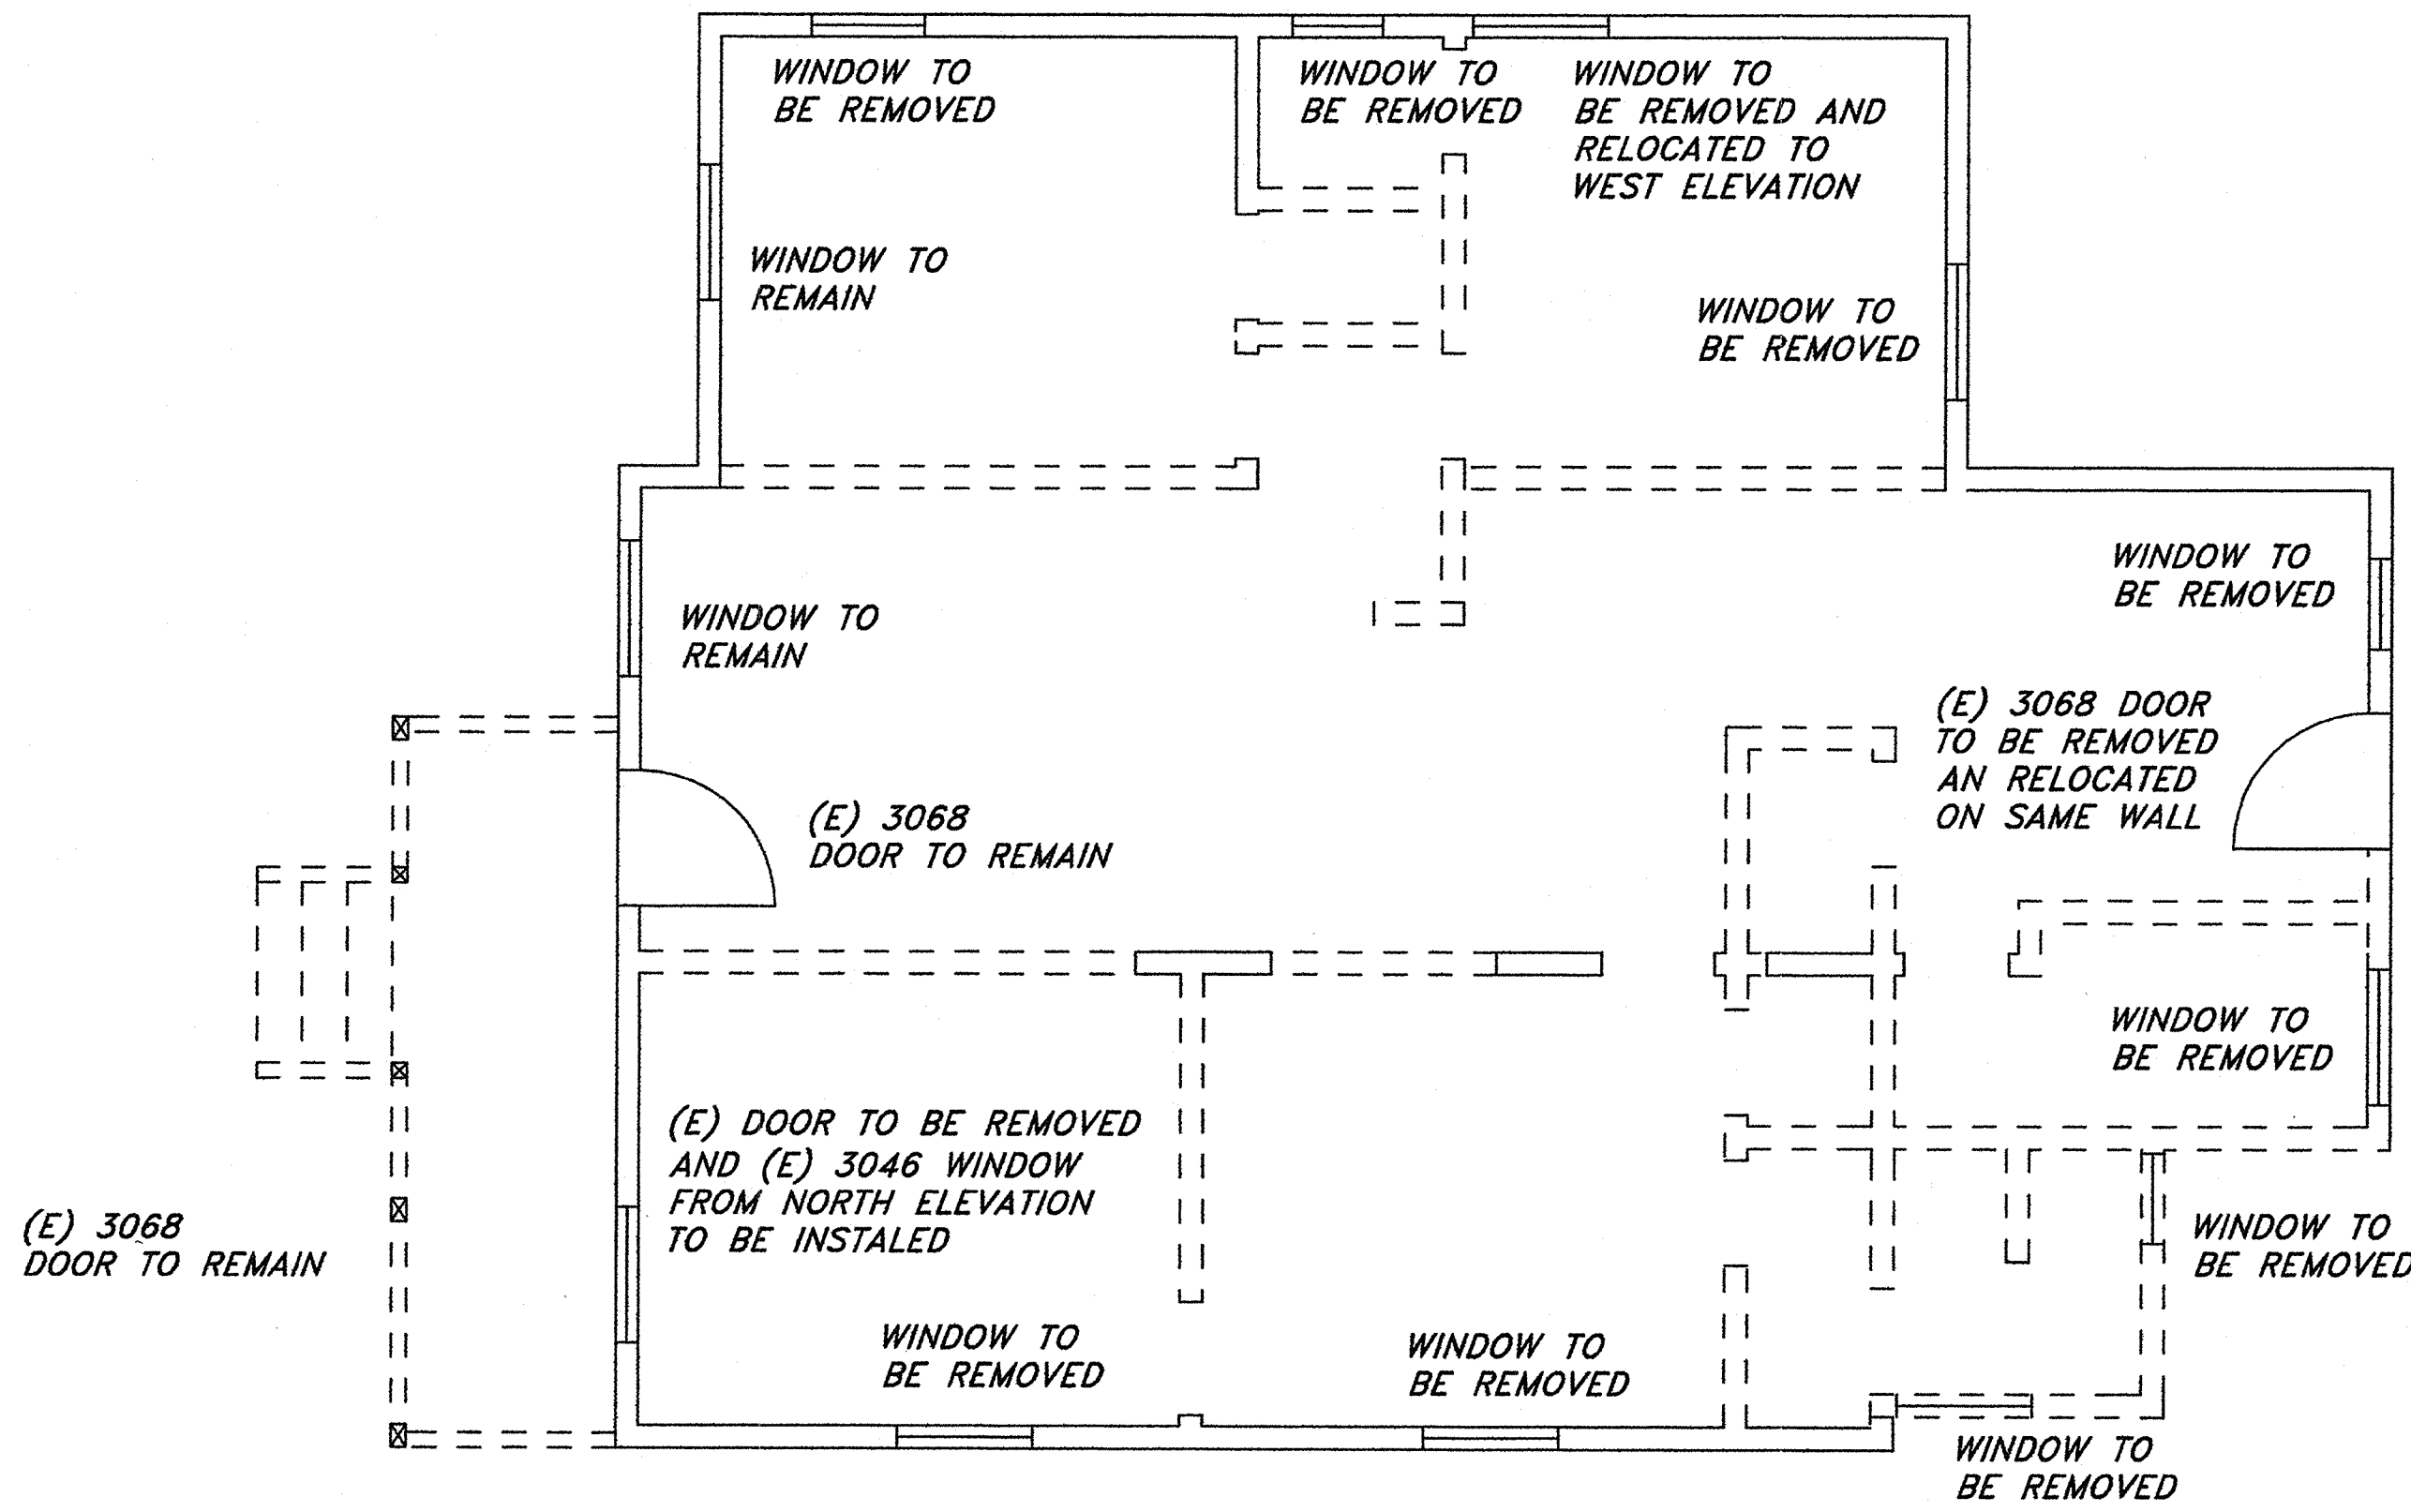 WINDOW TO
BE REMOVED
WINDOW TO
BE REMOVED
WINDOW TO
BE REMOVED AND
RELOCATED TO
WEST ELEVATION
WINDOW TO
REMAIN
WINDOW TO
BE REMOVED
WINDOW TO
REMAIN
WINDOW TO
BE REMOVED
(E) 3068 DOOR
TO BE REMOVED
AN RELOCATED
ON SAME WALL
(E) 3068
DOOR TO REMAIN
WINDOW TO
BE REMOVED
(E) DOOR TO BE REMOVED
AND (E) 3046 WINDOW
FROM NORTH ELEVATION
TO BE INSTALED
(E) 3068
DOOR TO REMAIN
WINDOW TO
BE REMOVED
WINDOW TO
BE REMOVED
WINDOW TO
BE REMOVED
WINDOW TO
BE REMOVED